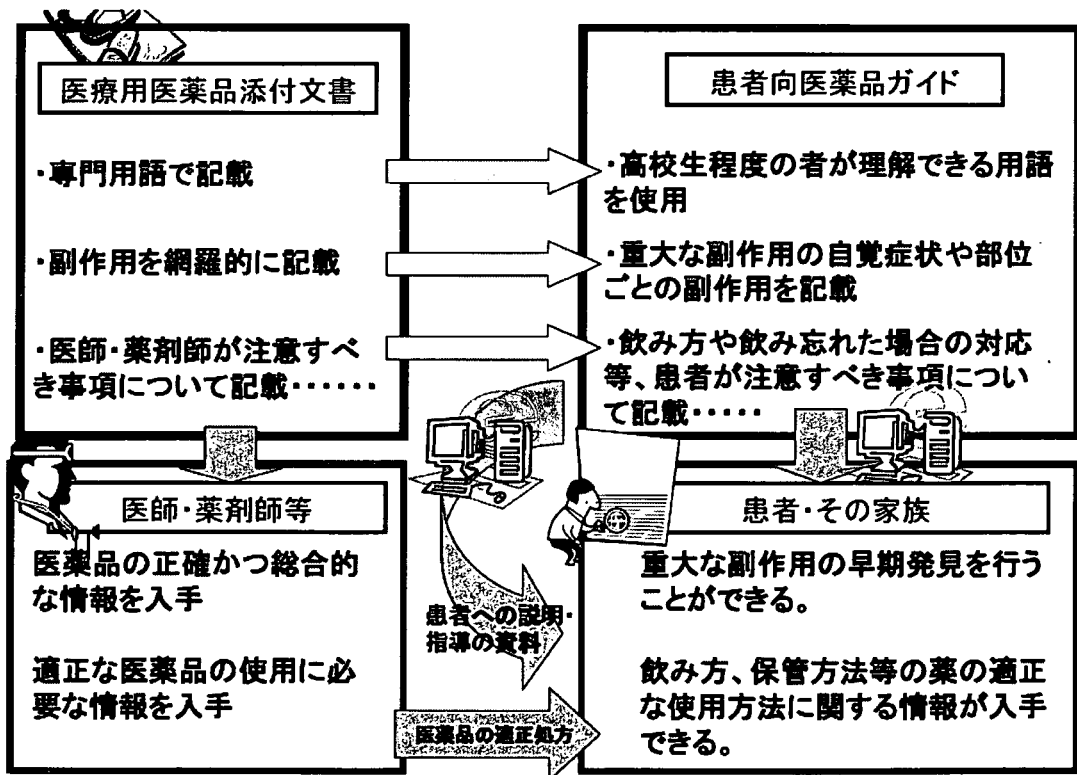 医療用医薬品添付文書
・専門用語で記載
・副作用を網羅的に記載
・医師・薬剤師が注意すべ
き事項について記載……
患者向医薬品ガイド
・高校生程度の者が理解できる用語
を使用
・重大な副作用の自覚症状や部位
ごとの副作用を記載
・飲み方や飲み忘れた場合の対応
等、患者が注意すべき事項につい
て記載・・・・・
医師・薬剤師等
医薬品の正確かつ総合的
な情報を入手
適正な医薬品の使用に必
要な情報を入手
患者への説明・
指導の資料
医薬品の適正処方
患者・その家族
重大な副作用の早期発見を行う
ことができる。
飲み方、保管方法等の薬の適正
な使用方法に関する情報が入手
できる。